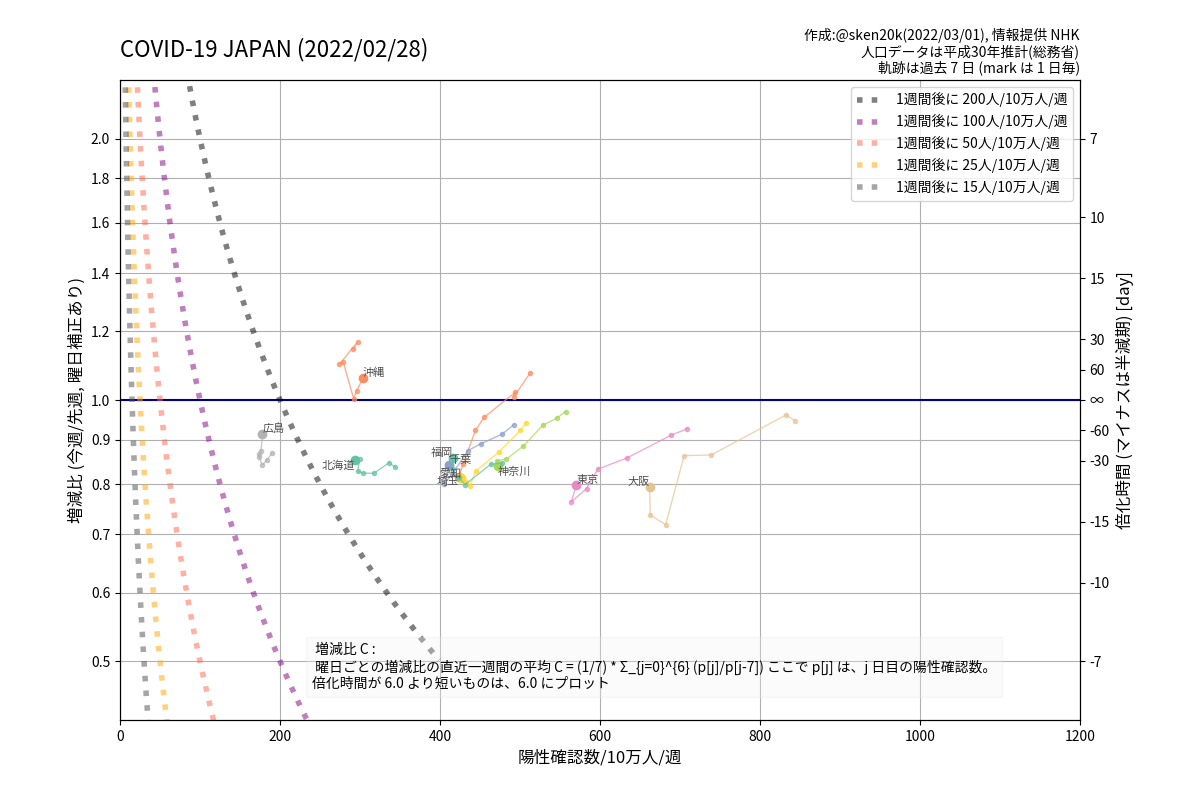 COVID-19 JAPAN (2022/02/28)
作成:@sken20k(2022/03/01), 情報提供 NHK
人口データは平成30年推計(総務省)
軌跡は過去 7 日 (mark は 1 日毎)
1週間後に 200人/10万人/週
1週間後に 100人/10万人/週
1週間後に 50人/10万人/週
1週間後に 25人/10万人/週
1週間後に 15人/10万人/週
2.0
1.8
1.6
1.4
1.2
1.0
0.9
0.8
0.7
0.6
0.5
増減比 (今週/先週, 曜日補正あり)
7
10
15
30
60
∞
-60
-30
-15
-10
-7
倍化時間 (マイナスは半減期) [day]
沖縄
広島
北海道
福岡
千葉
愛知
埼玉
神奈川
東京
大阪
増減比 C :
曜日ごとの増減比の直近一週間の平均 C = (1/7) * Σ_{j=0}^{6} (p[j]/p[j-7]) ここで p[j] は、j 日目の陽性確認数。
倍化時間が 6.0 より短いものは、6.0 にプロット
0
200
400
600
800
1000
1200
陽性確認数/10万人/週